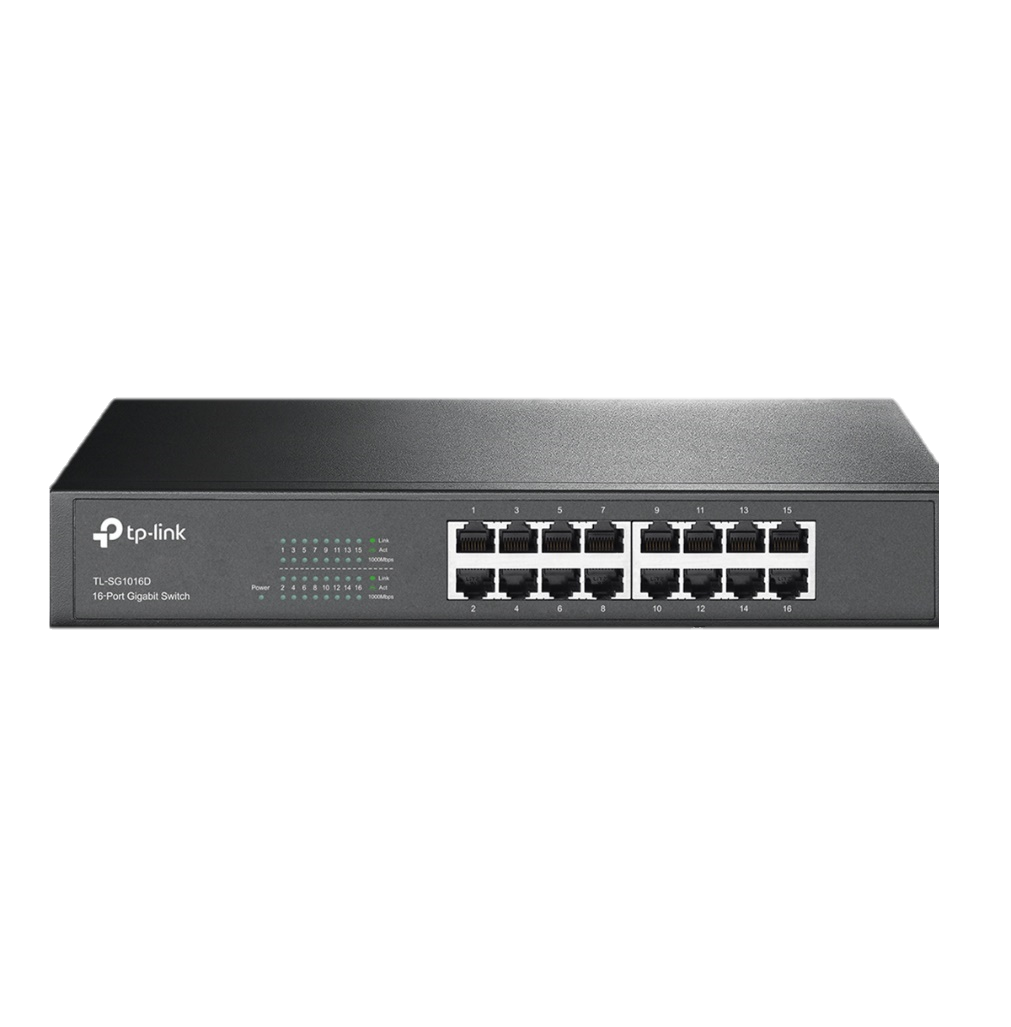 tp-link
TL-SG1016D
16-Port Gigabit Switch
Link
1 3 5 7 9 11 13 15 Act
1000Mbps
Link
Power 2 4 6 8 10 12 14 16 Act
1000Mbps
1 3 5 7 9 11 13 15
2 4 6 8 10 12 14 16